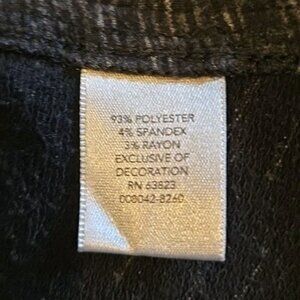 93% POLYESTER
4% SPANDEX
3% RAYON
EXCLUSIVE OF
DECORATION
RN 63823
008042-8260